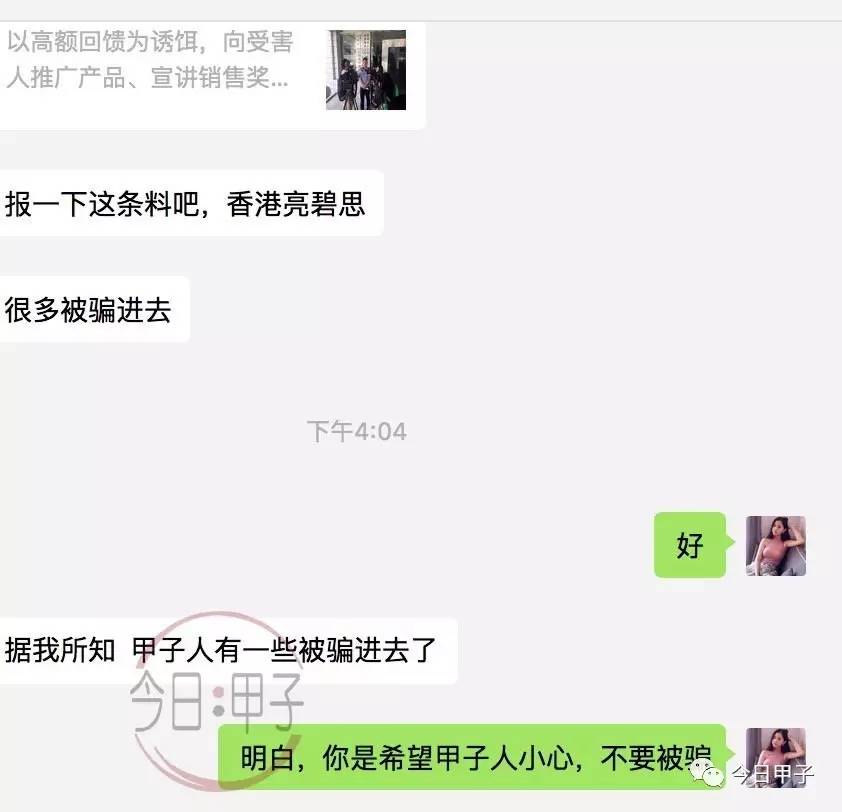 以高额回馈为诱饵，向受害
人推广产品、宣讲销售奖...
报一下这条料吧，香港亮碧思
很多被骗进去
下午4:04
好
据我所知 甲子人有一些被骗进去了
今日:甲子
明白，你是希望甲子人小心，不要被骗
今日甲子